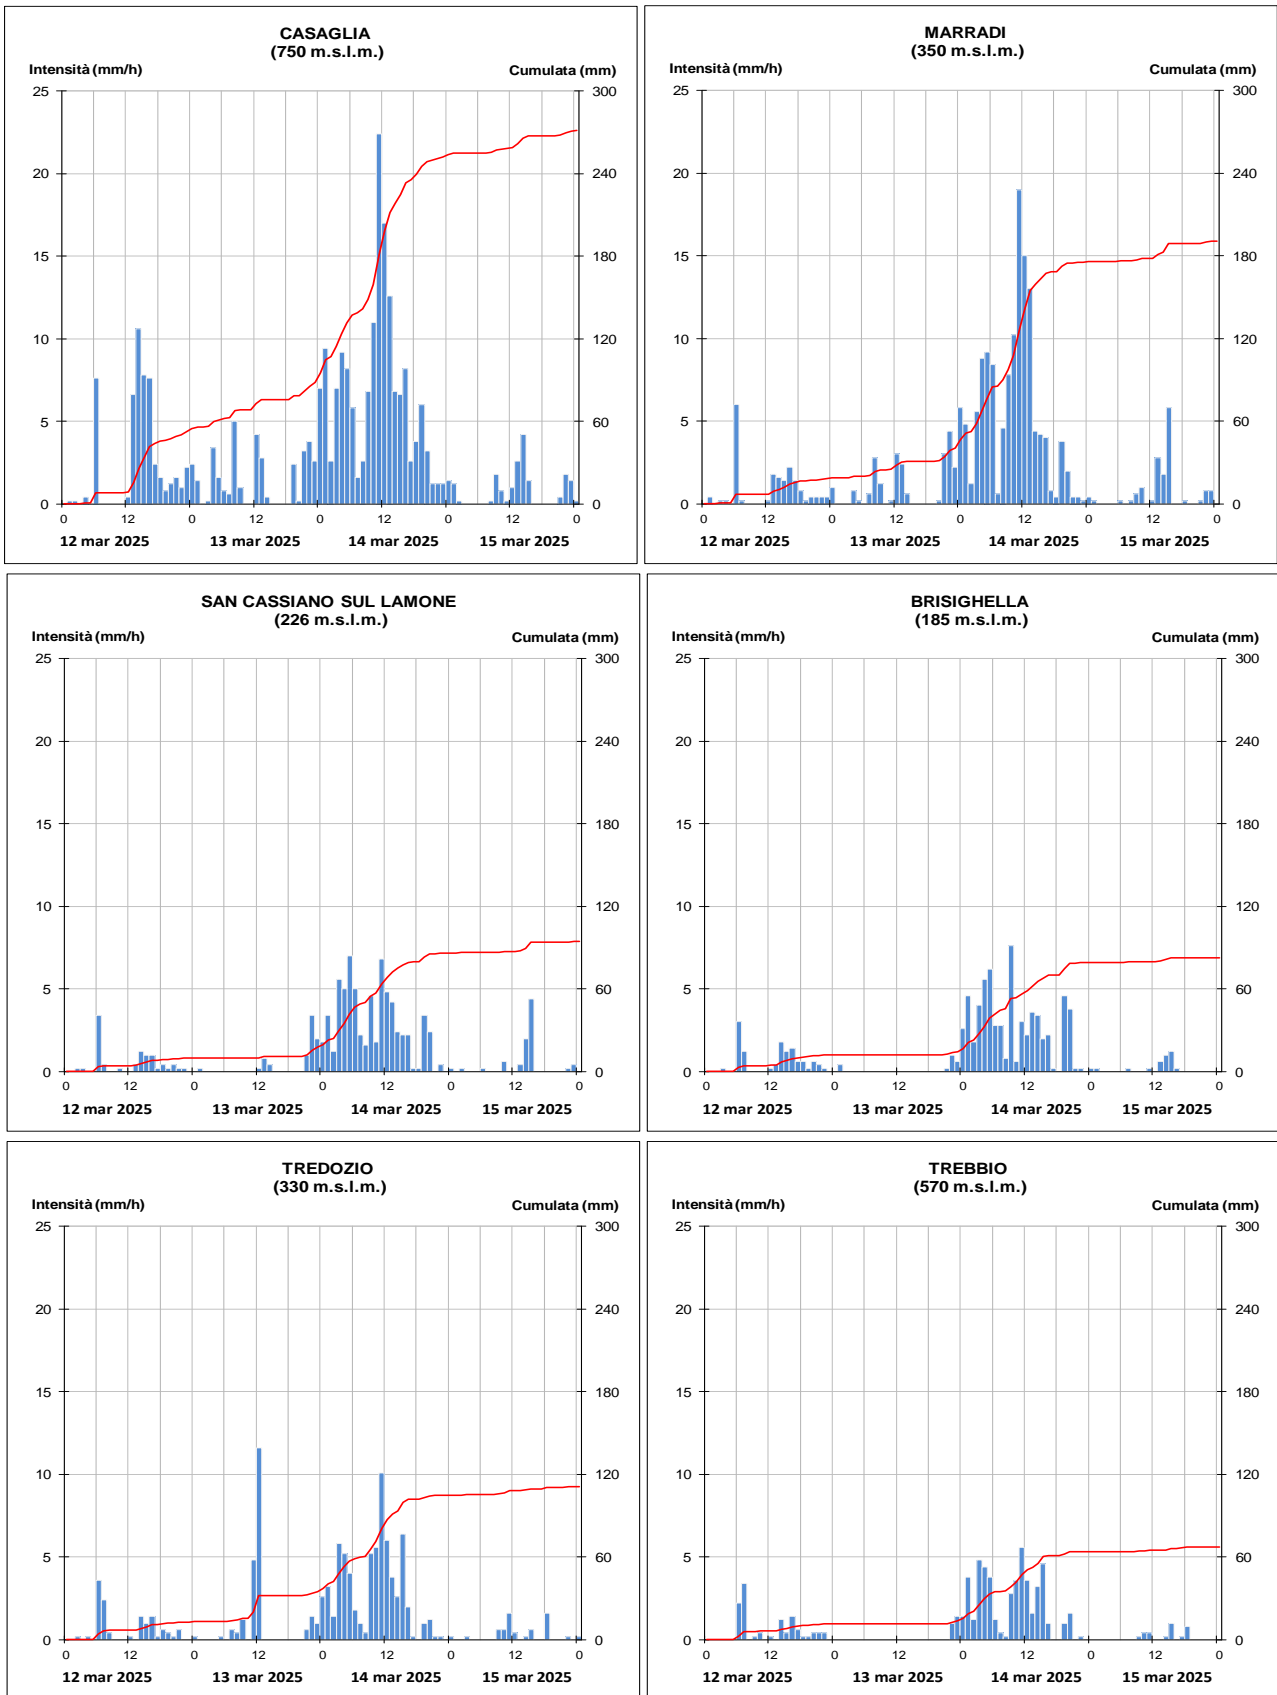 CASAGLIA
(750 m.s.l.m.)
Intensità (mm/h) Cumulata (mm)
25 300
20 240
15 180
10 120
5 60
0 0
0 12 0 12 0 12 0 12 0
12 mar 2025 13 mar 2025 14 mar 2025 15 mar 2025
MARRADI
(350 m.s.l.m.)
Intensità (mm/h) Cumulata (mm)
25 300
20 240
15 180
10 120
5 60
0 0
0 12 0 12 0 12 0 12 0
12 mar 2025 13 mar 2025 14 mar 2025 15 mar 2025
SAN CASSIANO SUL LAMONE
(226 m.s.l.m.)
Intensità (mm/h) Cumulata (mm)
25 300
20 240
15 180
10 120
5 60
0 0
0 12 0 12 0 12 0 12 0
12 mar 2025 13 mar 2025 14 mar 2025 15 mar 2025
BRISIGHELLA
(185 m.s.l.m.)
Intensità (mm/h) Cumulata (mm)
25 300
20 240
15 180
10 120
5 60
0 0
0 12 0 12 0 12 0 12 0
12 mar 2025 13 mar 2025 14 mar 2025 15 mar 2025
TREDOZIO
(330 m.s.l.m.)
Intensità (mm/h) Cumulata (mm)
25 300
20 240
15 180
10 120
5 60
0 0
0 12 0 12 0 12 0 12 0
12 mar 2025 13 mar 2025 14 mar 2025 15 mar 2025
TREBBIO
(570 m.s.l.m.)
Intensità (mm/h) Cumulata (mm)
25 300
20 240
15 180
10 120
5 60
0 0
0 12 0 12 0 12 0 12 0
12 mar 2025 13 mar 2025 14 mar 2025 15 mar 2025